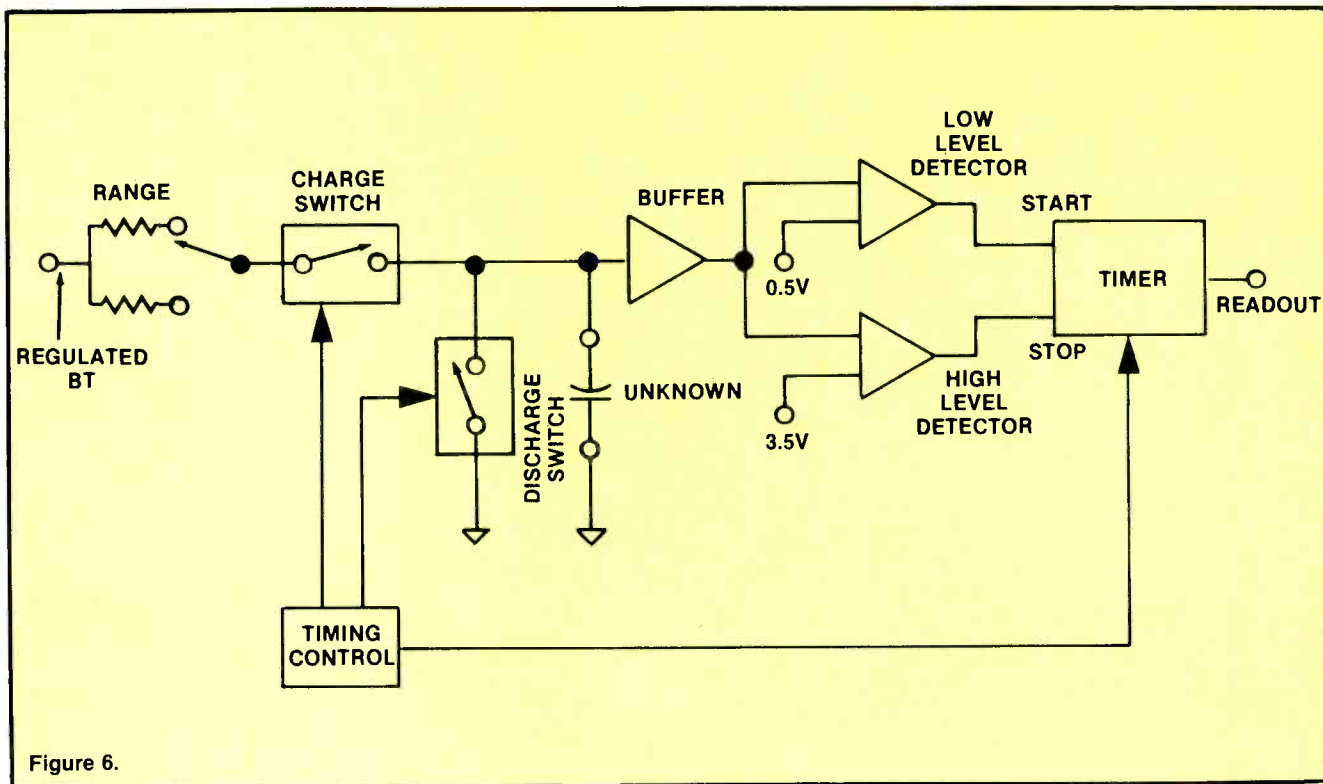 RANGE
CHARGE
SWITCH
BUFFER
LOW
LEVEL
DETECTOR
START
TIMER
READOUT
STOP
0.5V
REGULATED
BT
DISCHARGE
SWITCH
UNKNOWN
3.5V
HIGH
LEVEL
DETECTOR
TIMING
CONTROL
Figure 6.